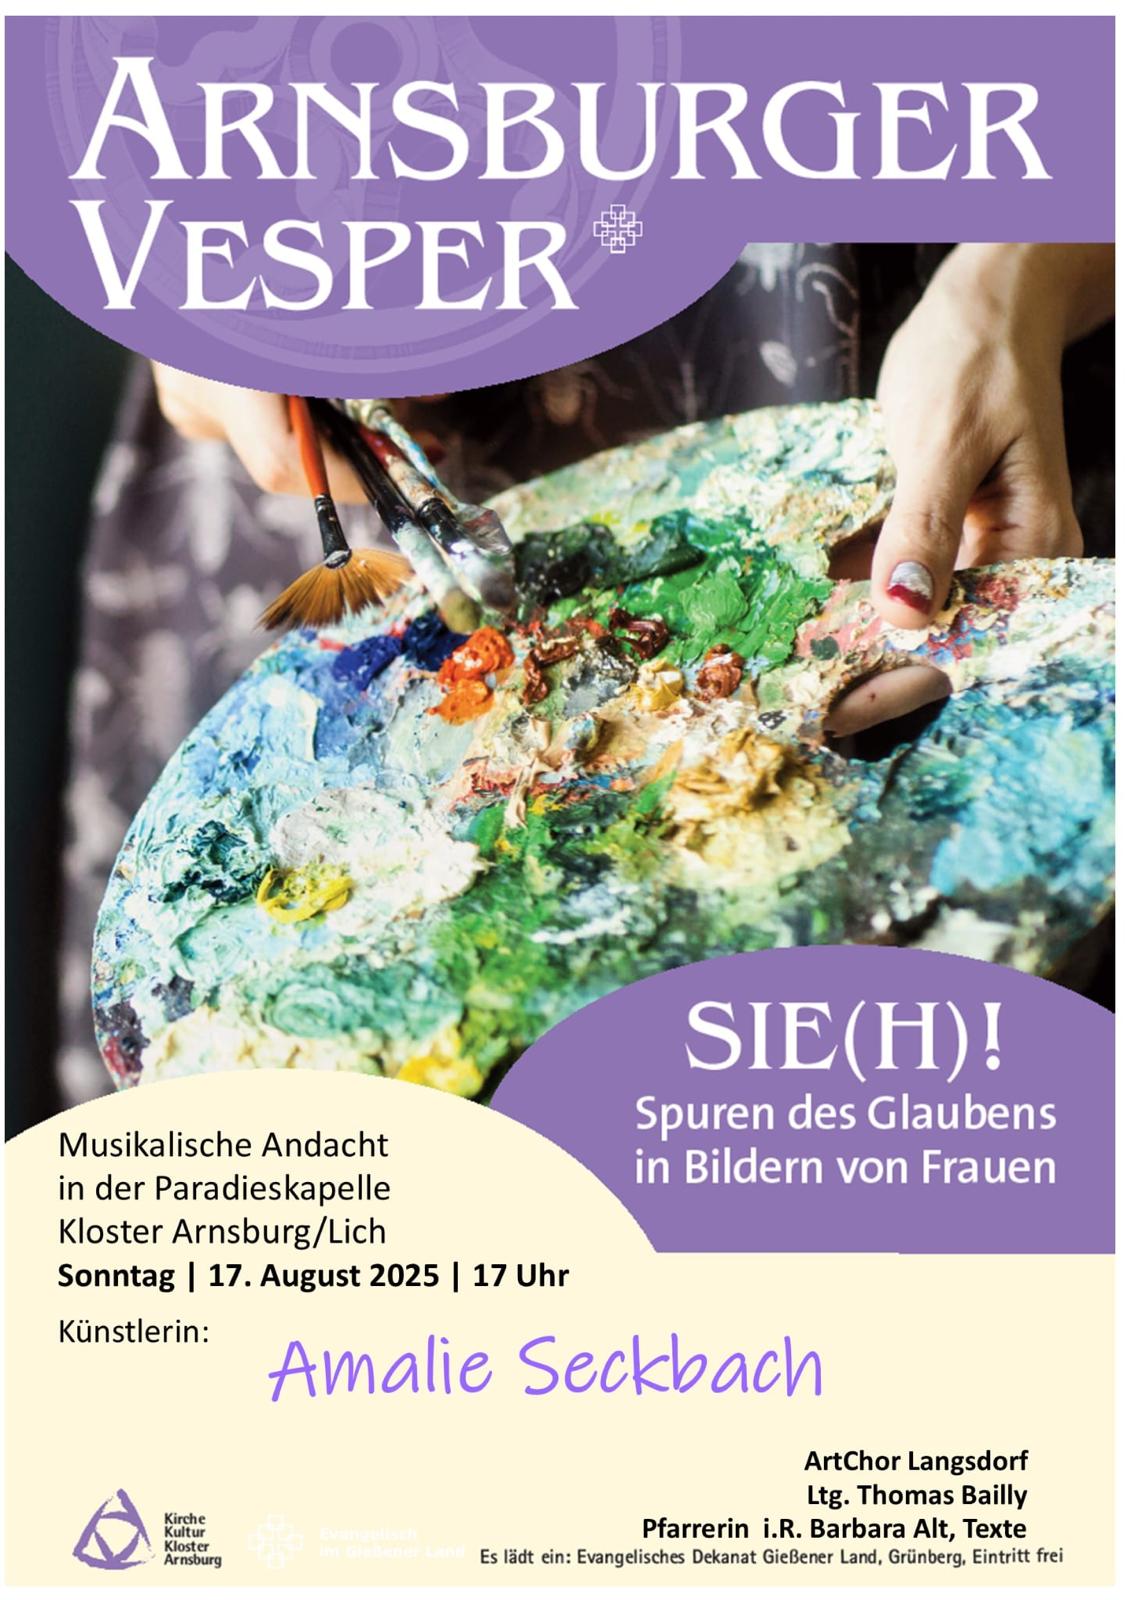 ARNSBURGER
VESPER
SIE(H)!
Spuren des Glaubens
in Bildern von Frauen
Musikalische Andacht
in der Paradieskapelle
Kloster Arnsburg/Lich
Sonntag | 17. August 2025 | 17 Uhr
Künstlerin:
Amalie Seckbach
ArtChor Langsdorf
Ltg. Thomas Bailly
Pfarrerin i.R. Barbara Alt, Texte
Kirche
Kultur
Kloster
Arnsburg
Evangelisch
im Gießener Land
Es lädt ein: Evangelisches Dekanat Gießener Land, Grünberg, Eintritt frei